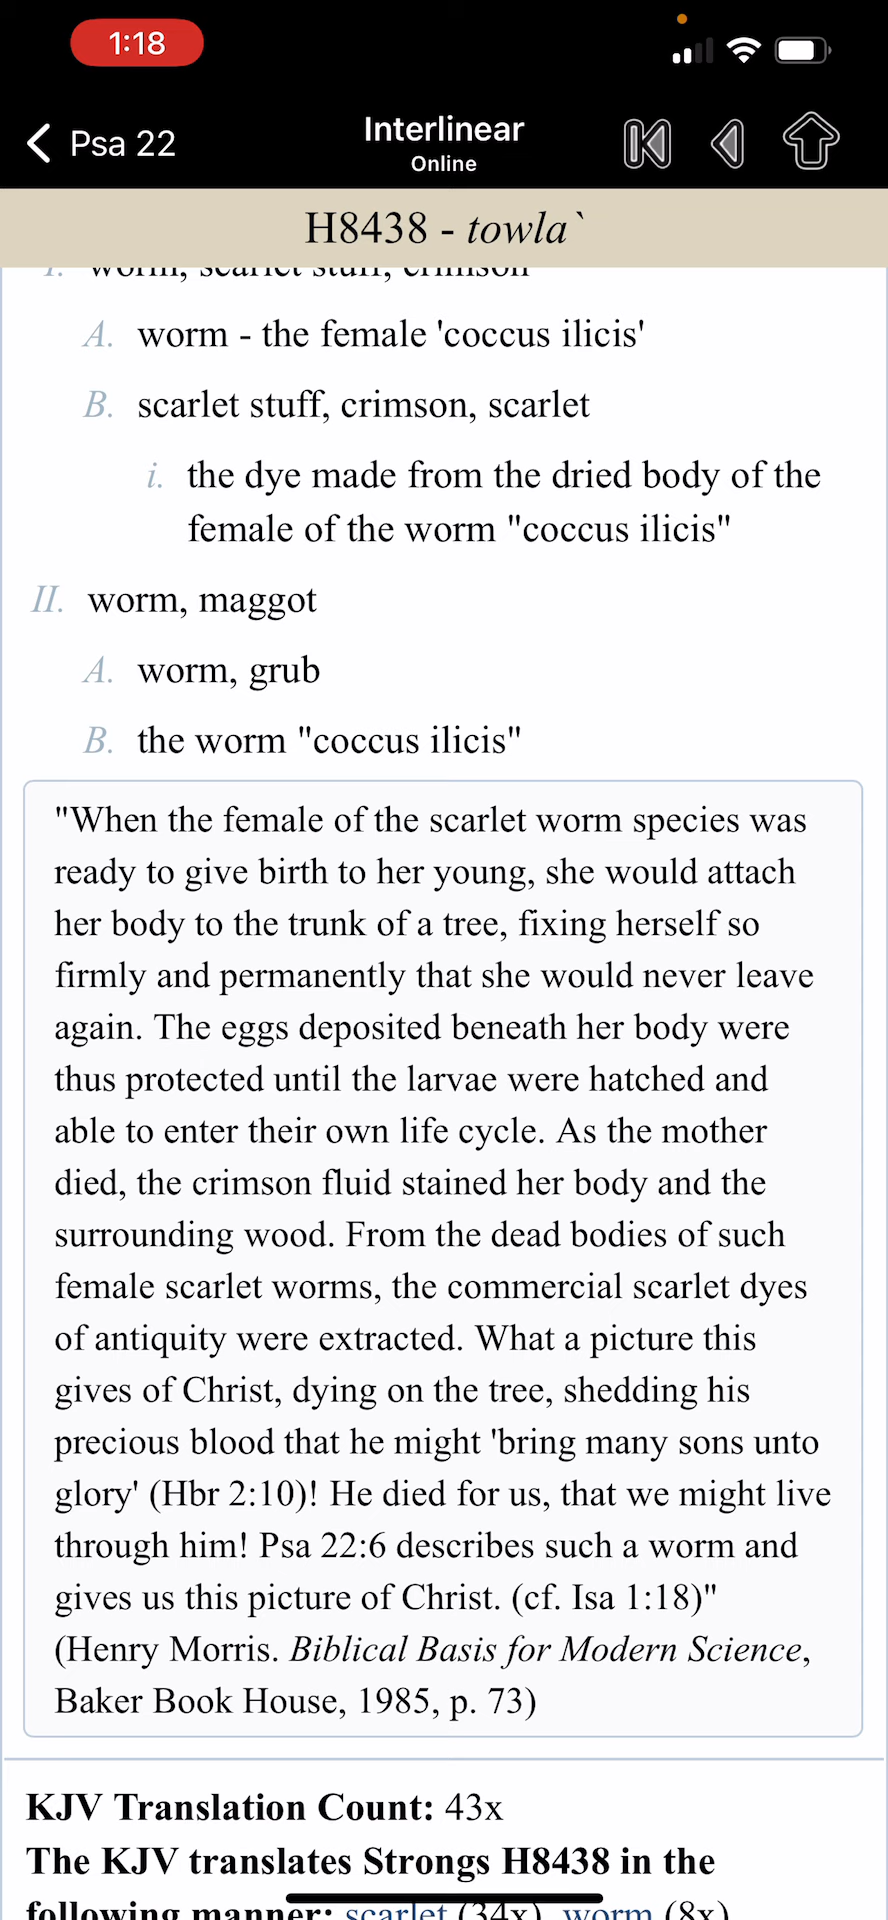 1:18
Psa 22
Interlinear
Online
H8438 - towla`
I. worm, scarlet stuff, crimson
A. worm - the female 'coccus ilicis'
B. scarlet stuff, crimson, scarlet
i. the dye made from the dried body of the
female of the worm "coccus ilicis"
II. worm, maggot
A. worm, grub
B. the worm "coccus ilicis"
"When the female of the scarlet worm species was
ready to give birth to her young, she would attach
her body to the trunk of a tree, fixing herself so
firmly and permanently that she would never leave
again. The eggs deposited beneath her body were
thus protected until the larvae were hatched and
able to enter their own life cycle. As the mother
died, the crimson fluid stained her body and the
surrounding wood. From the dead bodies of such
female scarlet worms, the commercial scarlet dyes
of antiquity were extracted. What a picture this
gives of Christ, dying on the tree, shedding his
precious blood that he might 'bring many sons unto
glory' (Hbr 2:10)! He died for us, that we might live
through him! Psa 22:6 describes such a worm and
gives us this picture of Christ. (cf. Isa 1:18)"
(Henry Morris. Biblical Basis for Modern Science,
Baker Book House, 1985, p. 73)
KJV Translation Count: 43x
The KJV translates Strongs H8438 in the
following manner: scarlet (34x), worm (8x)